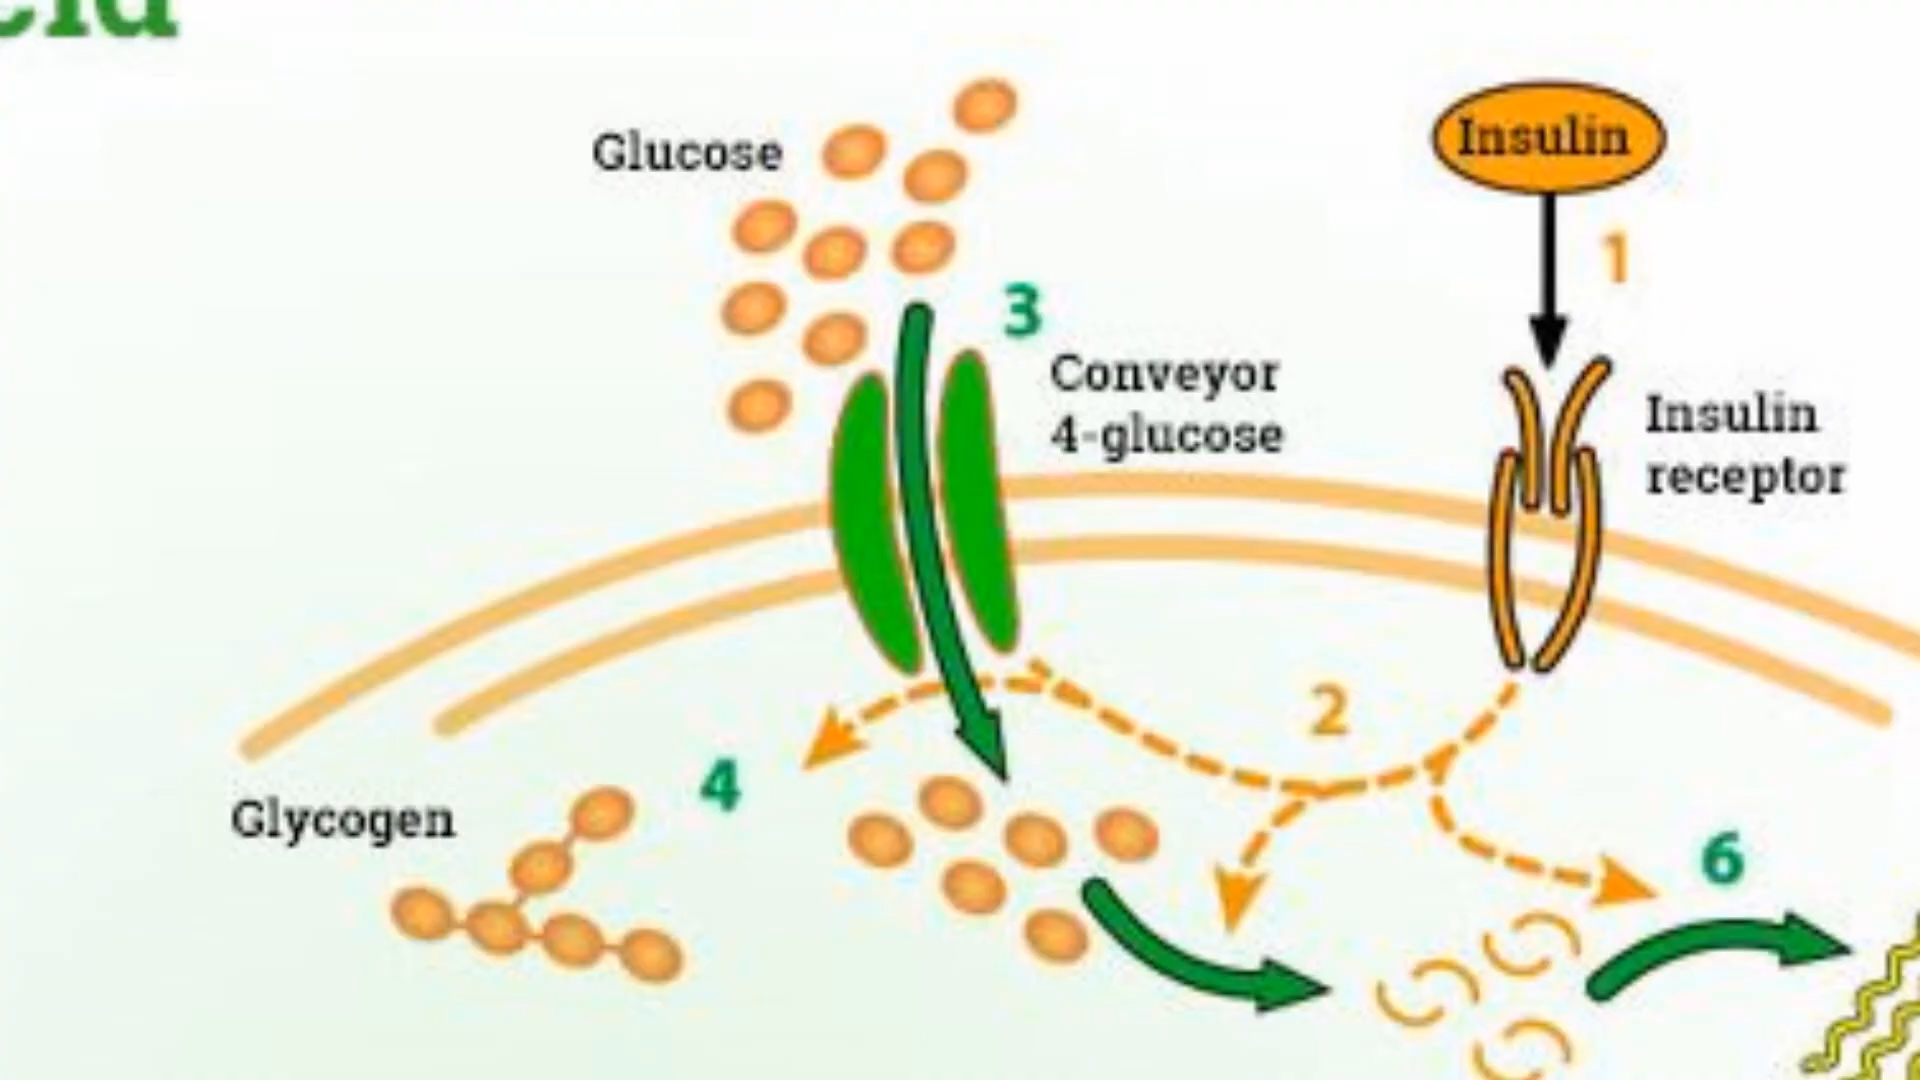 Glucose
Insulin
1
3
Conveyor
4-glucose
Insulin
receptor
2
4
Glycogen
6